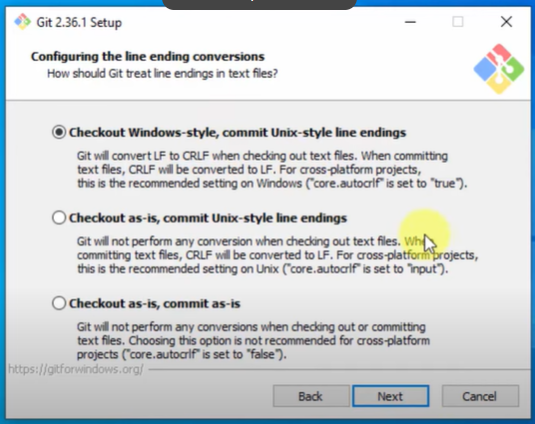 Git 2.36.1 Setup
Configuring the line ending conversions
How should Git treat line endings in text files?
Checkout Windows-style, commit Unix-style line endings
Git will convert LF to CRLF when checking out text files. When committing
text files, CRLF will be converted to LF. For cross-platform projects,
this is the recommended setting on Windows ("core.autocrlf" is set to "true").
Checkout as-is, commit Unix-style line endings
Git will not perform any conversion when checking out text files. When
committing text files, CRLF will be converted to LF. For cross-platform projects,
this is the recommended setting on Unix ("core.autocrlf" is set to "input").
Checkout as-is, commit as-is
Git will not perform any conversions when checking out or committing
text files. Choosing this option is not recommended for cross-platform
projects ("core.autocrlf" is set to "false").
https://gitforwindows.org/
Back
Next
Cancel